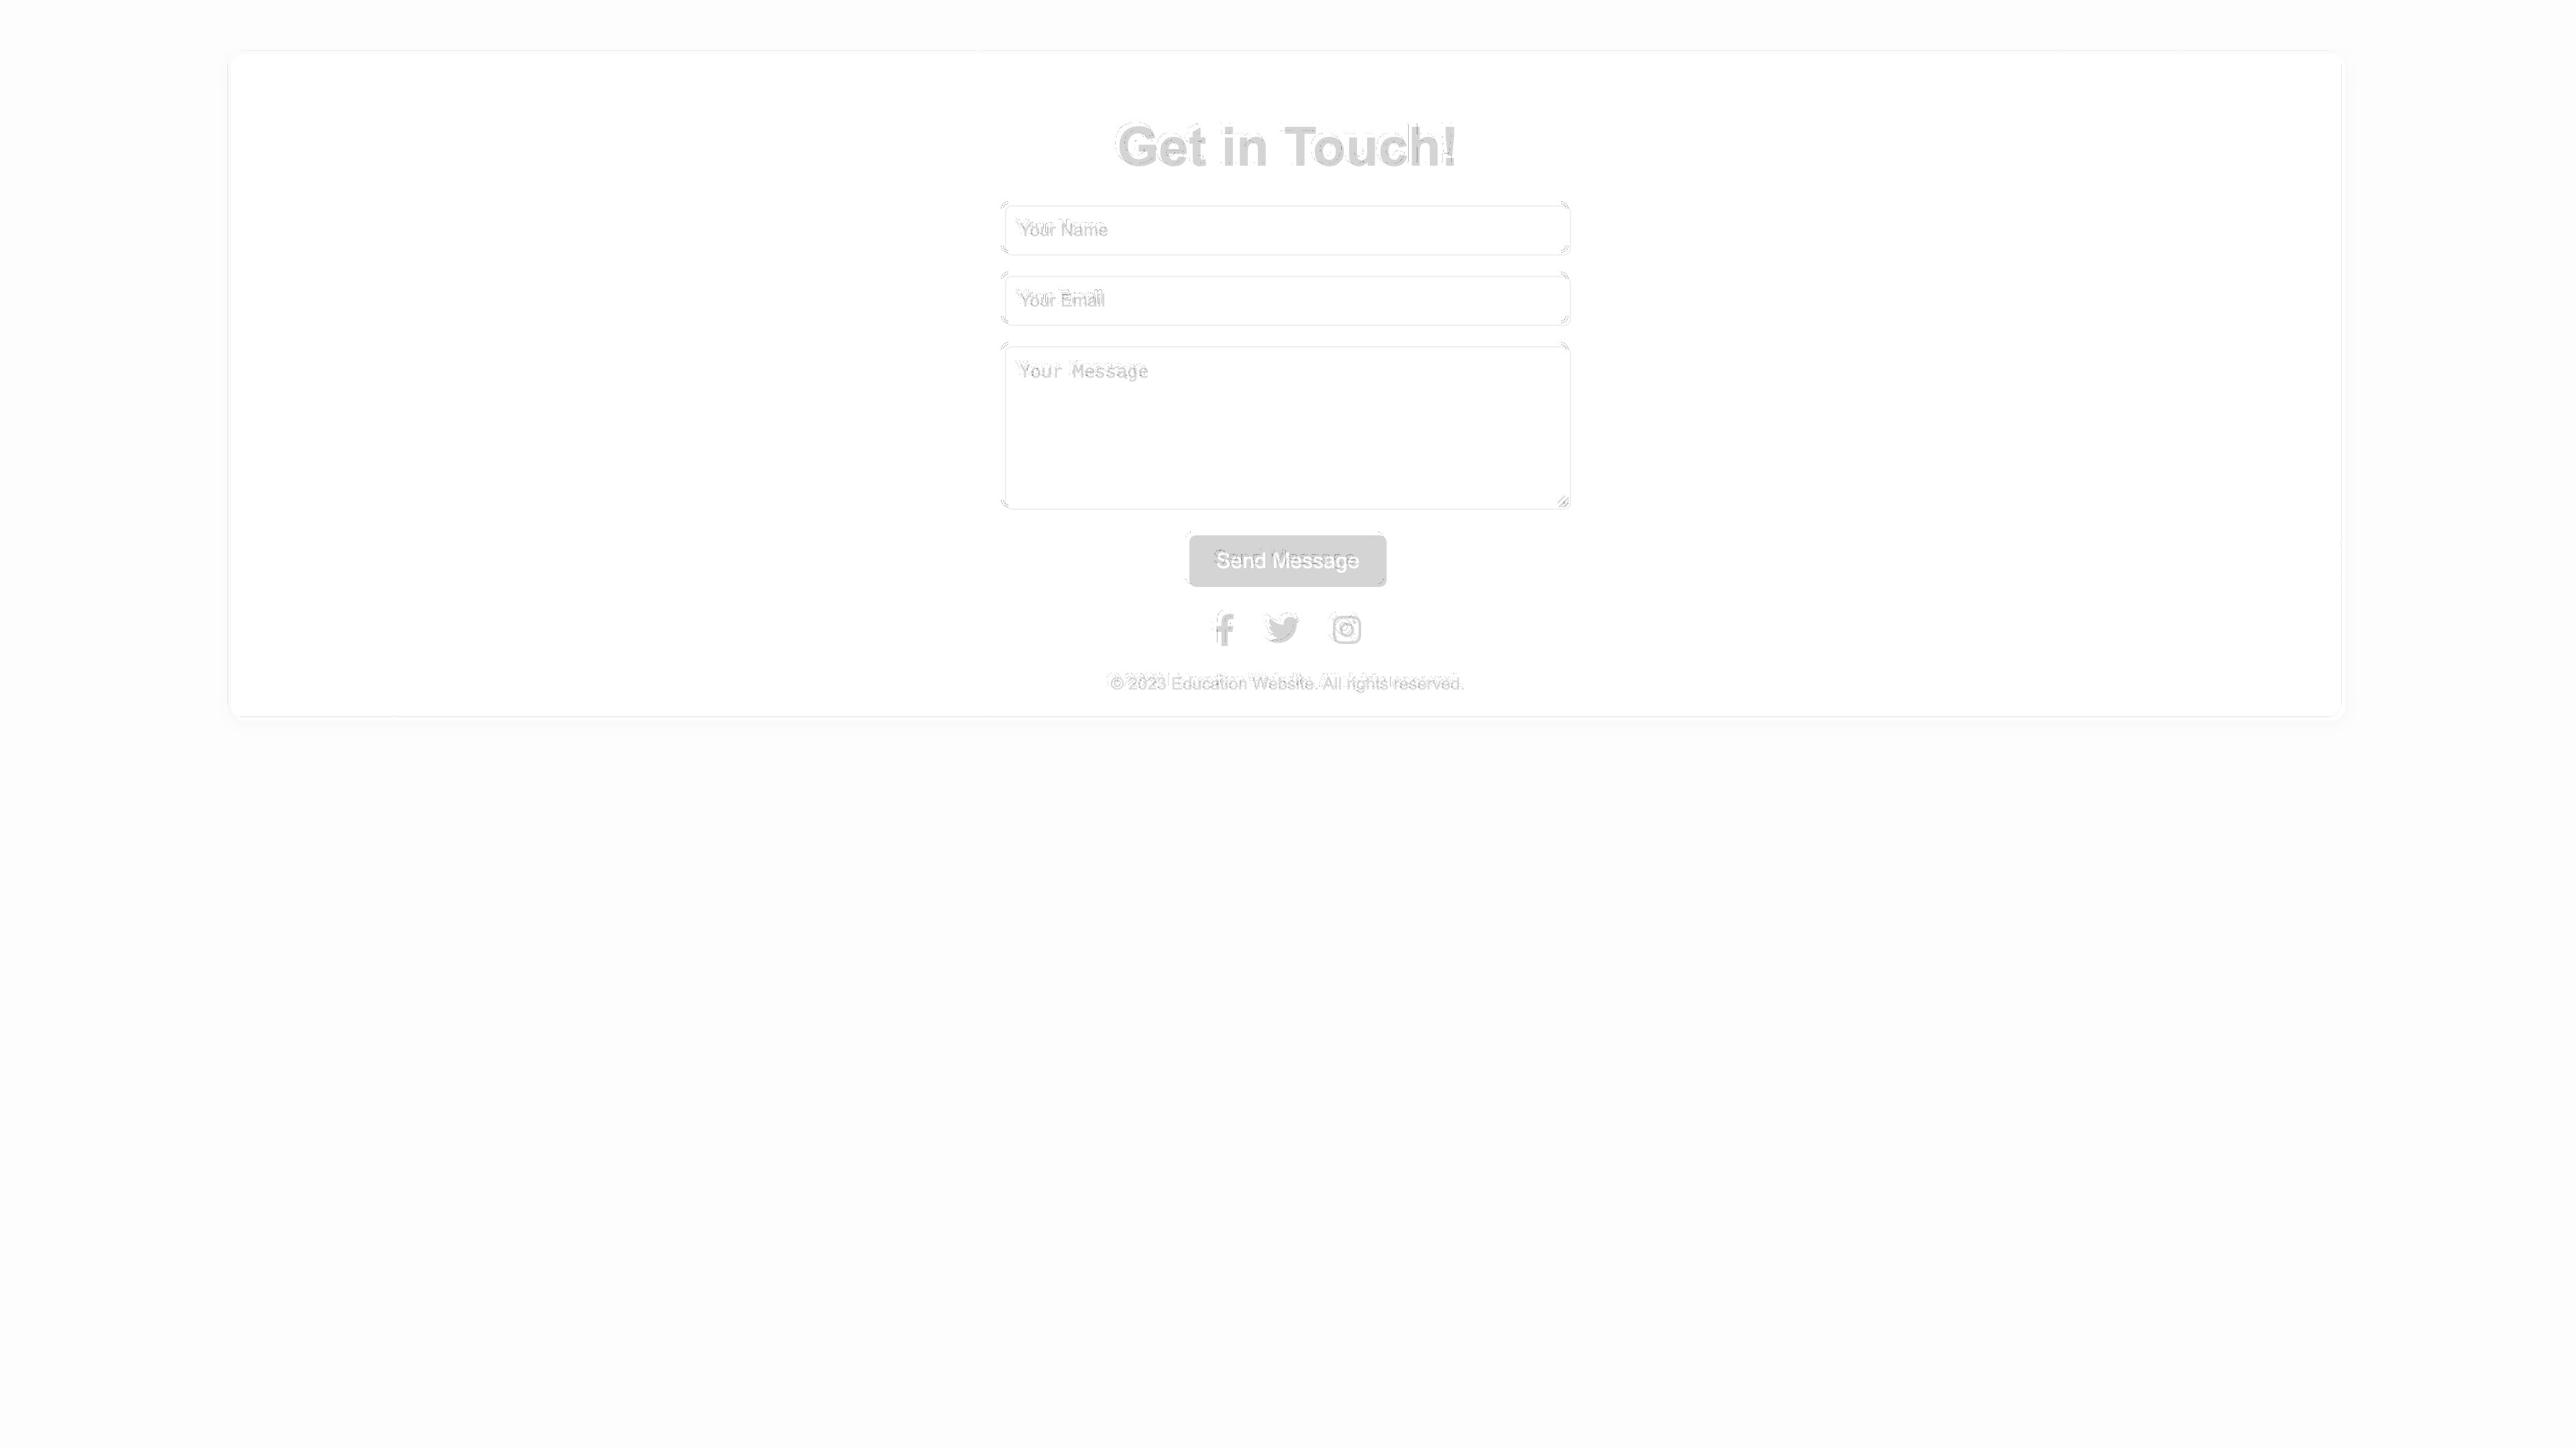 Get in Touch!
Your Name
Your Email
Your Message
Send Message
© 2023 Education Website. All rights reserved.